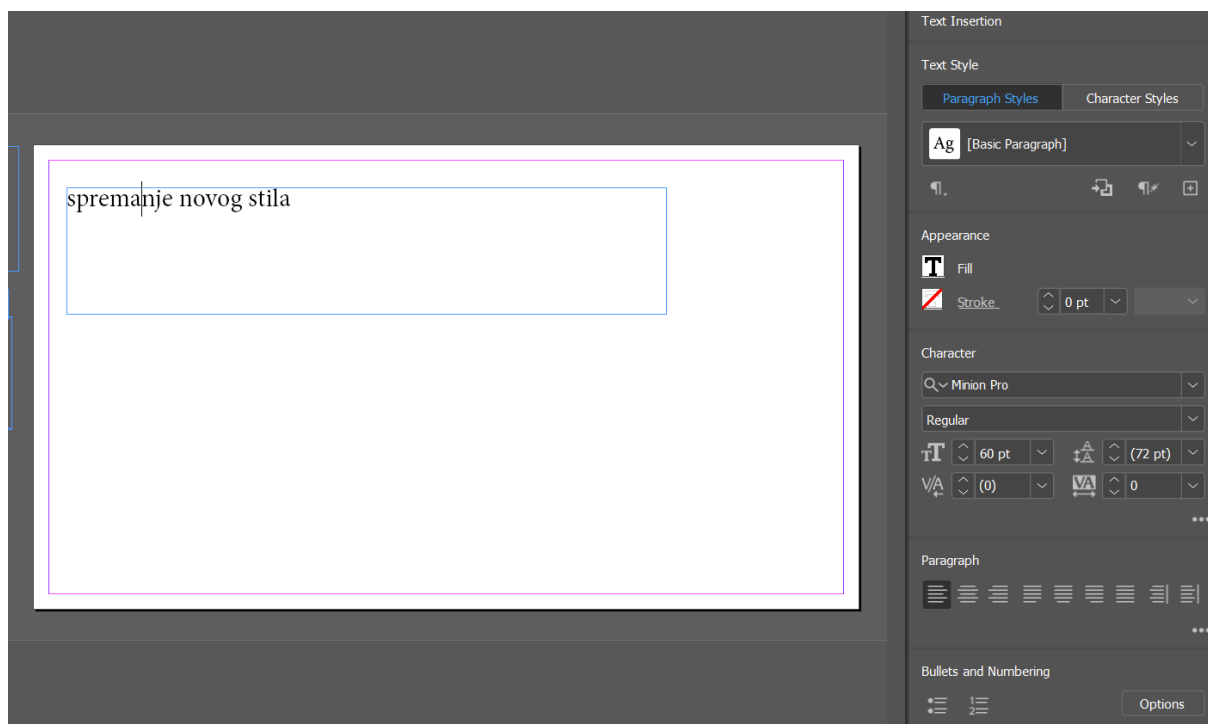 Text Insertion
Text Style
Paragraph Styles Character Styles
Ag [Basic Paragraph]
Appearance
T Fill
Stroke 0 pt
spremanje novog stila
Character
Minion Pro
Regular
60 pt (72 pt)
(0) 0
Paragraph
Bullets and Numbering
Options